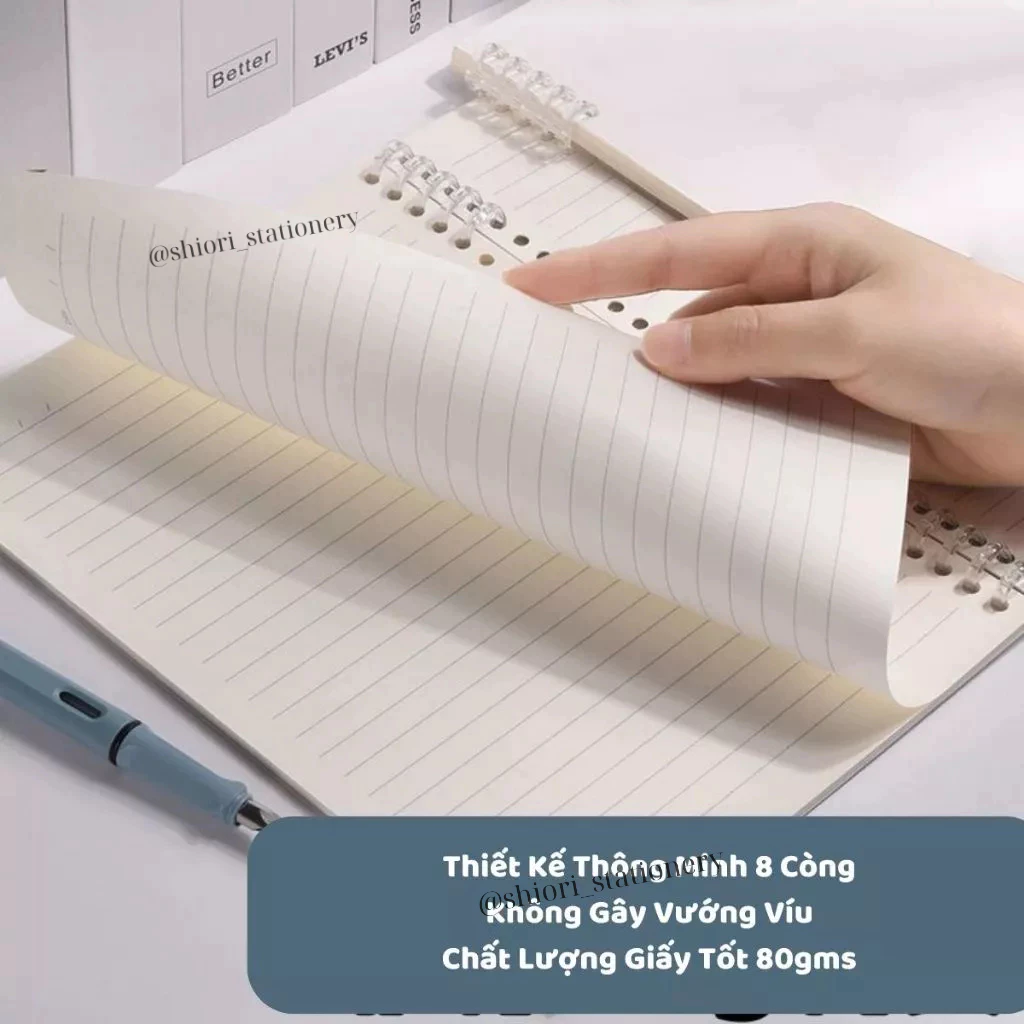 Better
LEVI'S
ESS
@shiori_stationery
Thiết Kế Thông Minh 8 Còng
@shiori_stationery
Không Gây Vướng Víu
Chất Lượng Giấy Tốt 80gms